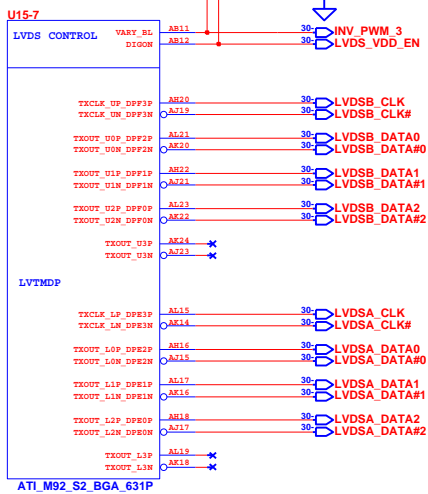 U15-7
LVDS CONTROL VARY_BL AB11 30- INV_PWM_3
DIGON AB12 30- LVDS_VDD_EN
TXCLK_UP_DPF3P AH20 30- LVDSB_CLK
TXCLK_UN_DPF3N AJ19 30- LVDSB_CLK#
TXOUT_U0P_DPF2P AL21 30- LVDSB_DATA0
TXOUT_U0N_DPF2N AK20 30- LVDSB_DATA#0
TXOUT_U1P_DPF1P AH22 30- LVDSB_DATA1
TXOUT_U1N_DPF1N AJ21 30- LVDSB_DATA#1
TXOUT_U2P_DPF0P AL23 30- LVDSB_DATA2
TXOUT_U2N_DPF0N AK22 30- LVDSB_DATA#2
TXOUT_U3P AK24
TXOUT_U3N AJ23
LVTMDP
TXCLK_LP_DPE3P AL15 30- LVDSA_CLK
TXCLK_LN_DPE3N AK14 30- LVDSA_CLK#
TXOUT_L0P_DPE2P AH16 30- LVDSA_DATA0
TXOUT_L0N_DPE2N AJ15 30- LVDSA_DATA#0
TXOUT_L1P_DPE1P AL17 30- LVDSA_DATA1
TXOUT_L1N_DPE1N AK16 30- LVDSA_DATA#1
TXOUT_L2P_DPE0P AH18 30- LVDSA_DATA2
TXOUT_L2N_DPE0N AJ17 30- LVDSA_DATA#2
TXOUT_L3P AL19
TXOUT_L3N AK18
ATI_M92_S2_BGA_631P